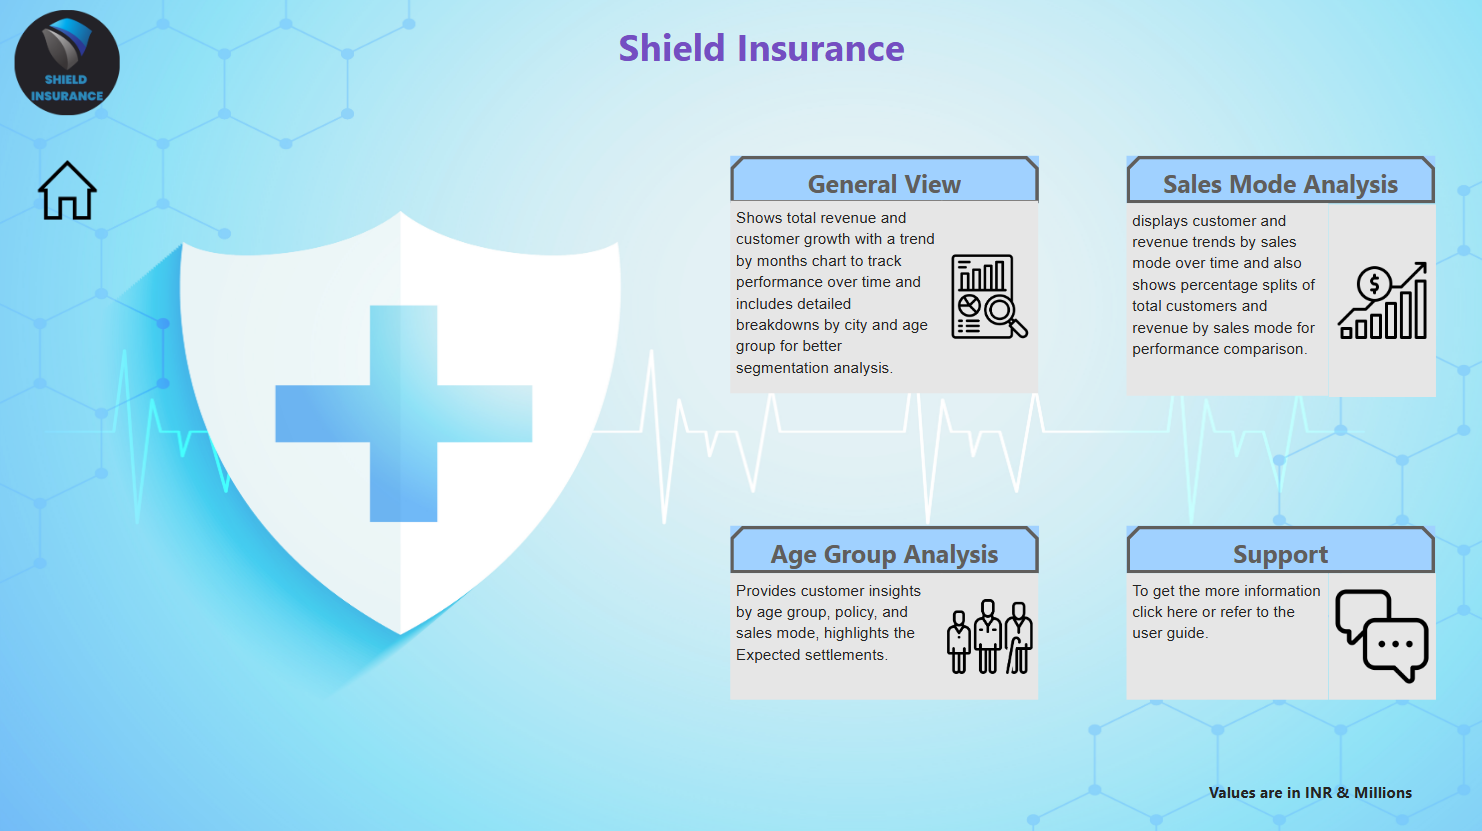 SHIELD
INSURANCE
Shield Insurance
General View
Shows total revenue and
customer growth with a trend
by months chart to track
performance over time and
includes detailed
breakdowns by city and age
group for better
segmentation analysis.
Sales Mode Analysis
displays customer and
revenue trends by sales
mode over time and also
shows percentage splits of
total customers and
revenue by sales mode for
performance comparison.
$
Age Group Analysis
Provides customer insights
by age group, policy, and
sales mode, highlights the
Expected settlements.
Support
To get the more information
click here or refer to the
user guide.
Values are in INR & Millions